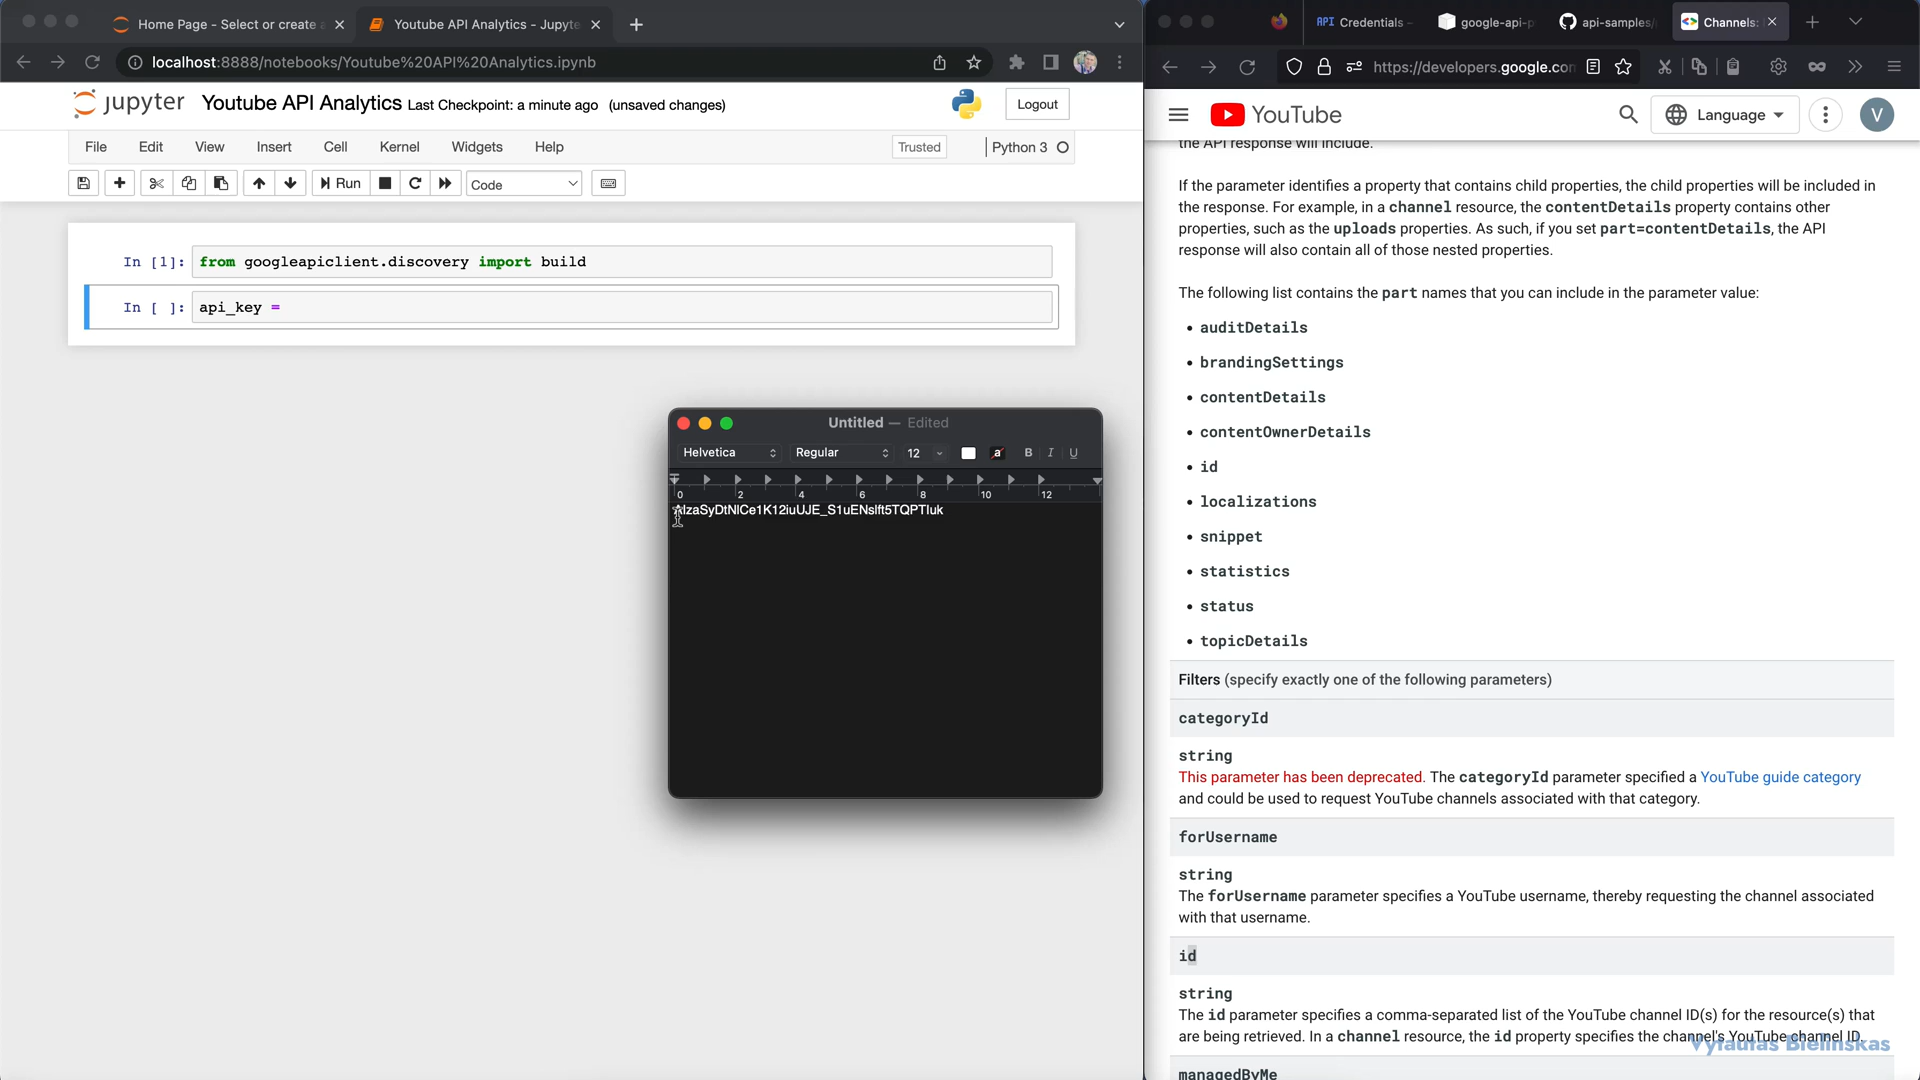 Home Page - Select or create a
Youtube API Analytics - Jupyte
localhost:8888/notebooks/Youtube%20API%20Analytics.ipynb
jupyter Youtube API Analytics Last Checkpoint: a minute ago (unsaved changes)
Logout
File Edit View Insert Cell Kernel Widgets Help
Trusted
Python 3
Run
Code
In [1]: from googleapiclient.discovery import build
In [ ]: api_key =
Untitled — Edited
Helvetica Regular 12 a B I U
0 2 4 6 8 10 12
AIzaSyDtNlCe1K12iuUJE_S1uENslft5TQPTIuk
API Credentials -
google-api-p
api-samples/
Channels:
https://developers.google.con
YouTube
Language
V
the API response will include.
If the parameter identifies a property that contains child properties, the child properties will be included in
the response. For example, in a channel resource, the contentDetails property contains other
properties, such as the uploads properties. As such, if you set part=contentDetails, the API
response will also contain all of those nested properties.
The following list contains the part names that you can include in the parameter value:
• auditDetails
• brandingSettings
• contentDetails
• contentOwnerDetails
• id
• localizations
• snippet
• statistics
• status
• topicDetails
Filters (specify exactly one of the following parameters)
categoryId
string
This parameter has been deprecated. The categoryId parameter specified a YouTube guide category
and could be used to request YouTube channels associated with that category.
forUsername
string
The forUsername parameter specifies a YouTube username, thereby requesting the channel associated
with that username.
id
string
The id parameter specifies a comma-separated list of the YouTube channel ID(s) for the resource(s) that
are being retrieved. In a channel resource, the id property specifies the channel's YouTube channel ID.
Vytautas Bielinskas
managedByMe